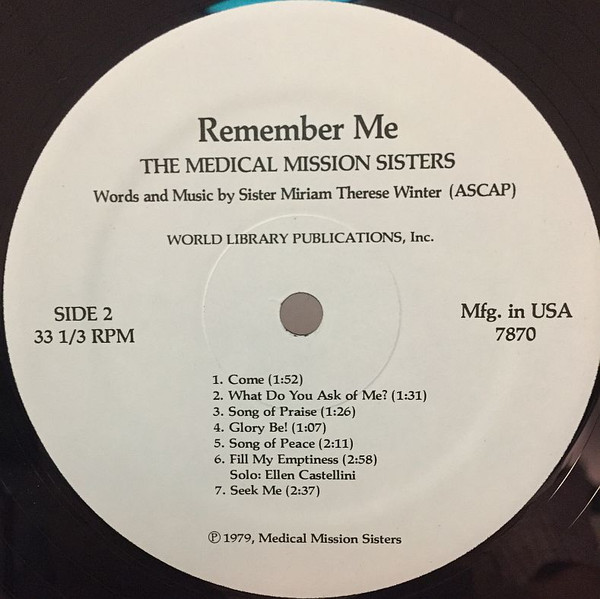 Remember Me
THE MEDICAL MISSION SISTERS
Words and Music by Sister Miriam Therese Winter (ASCAP)
WORLD LIBRARY PUBLICATIONS, Inc.
SIDE 2
33 1/3 RPM
Mfg. in USA
7870
1. Come (1:52)
2. What Do You Ask of Me? (1:31)
3. Song of Praise (1:26)
4. Glory Be! (1:07)
5. Song of Peace (2:11)
6. Fill My Emptiness (2:58)
Solo: Ellen Castellini
7. Seek Me (2:37)
℗ 1979, Medical Mission Sisters